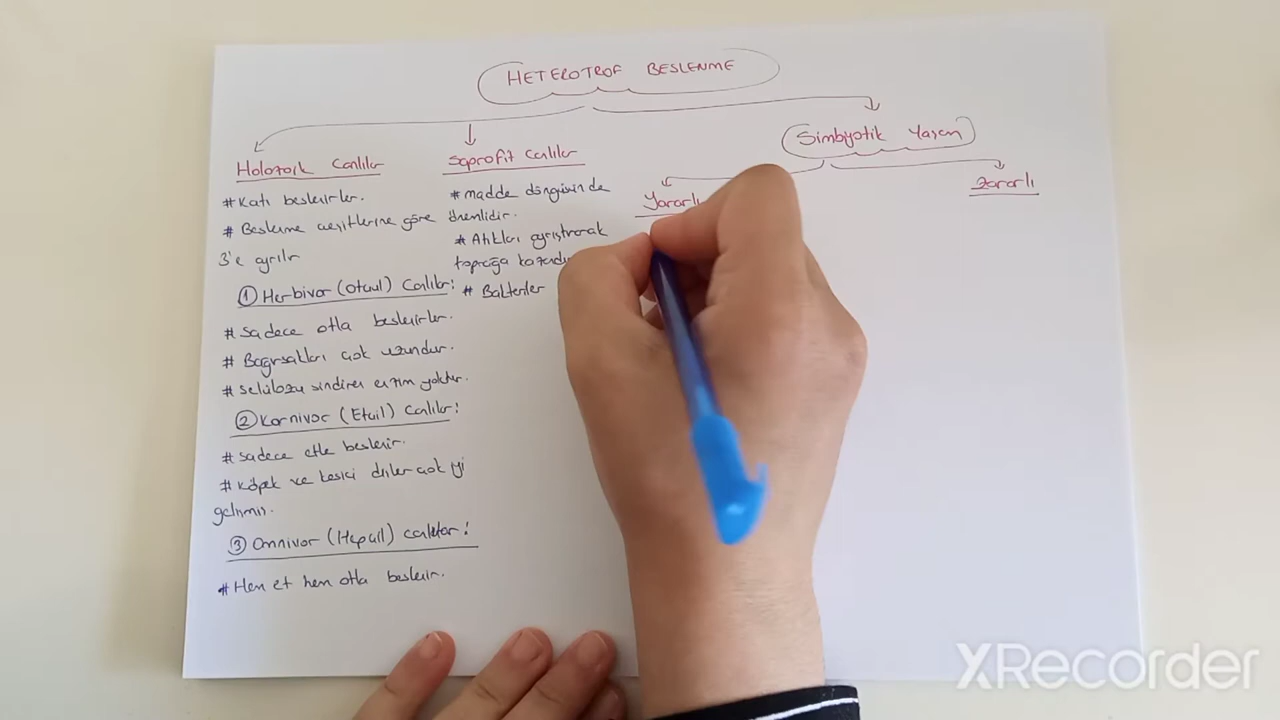 HETEROTROF BESLENME
Holozoik Canlılar
# Katı beslenirler.
# Beslenme çeşitlerine göre
3'e ayrılır
① Herbivor (Otçul) Canlılar:
# Sadece otla beslenirler.
# Bağırsakları çok uzundur.
# Selülozu sindiren enzim yoktur.
② Karnivor (Etçil) Canlılar:
# Sadece etle beslenir.
# Köpek ve kesici dişler çok iyi
gelişmiş.
③ Omnivor (Hepçil) Canlılar:
# Hem et hem otla beslenir.
Saprofit Canlılar
# madde döngüsünde
önemlidir.
# Atıkları ayrıştırarak
toprağa
# Bakteriler
Simbiyotik Yaşam
Yararlı
Zararlı
XRecorder